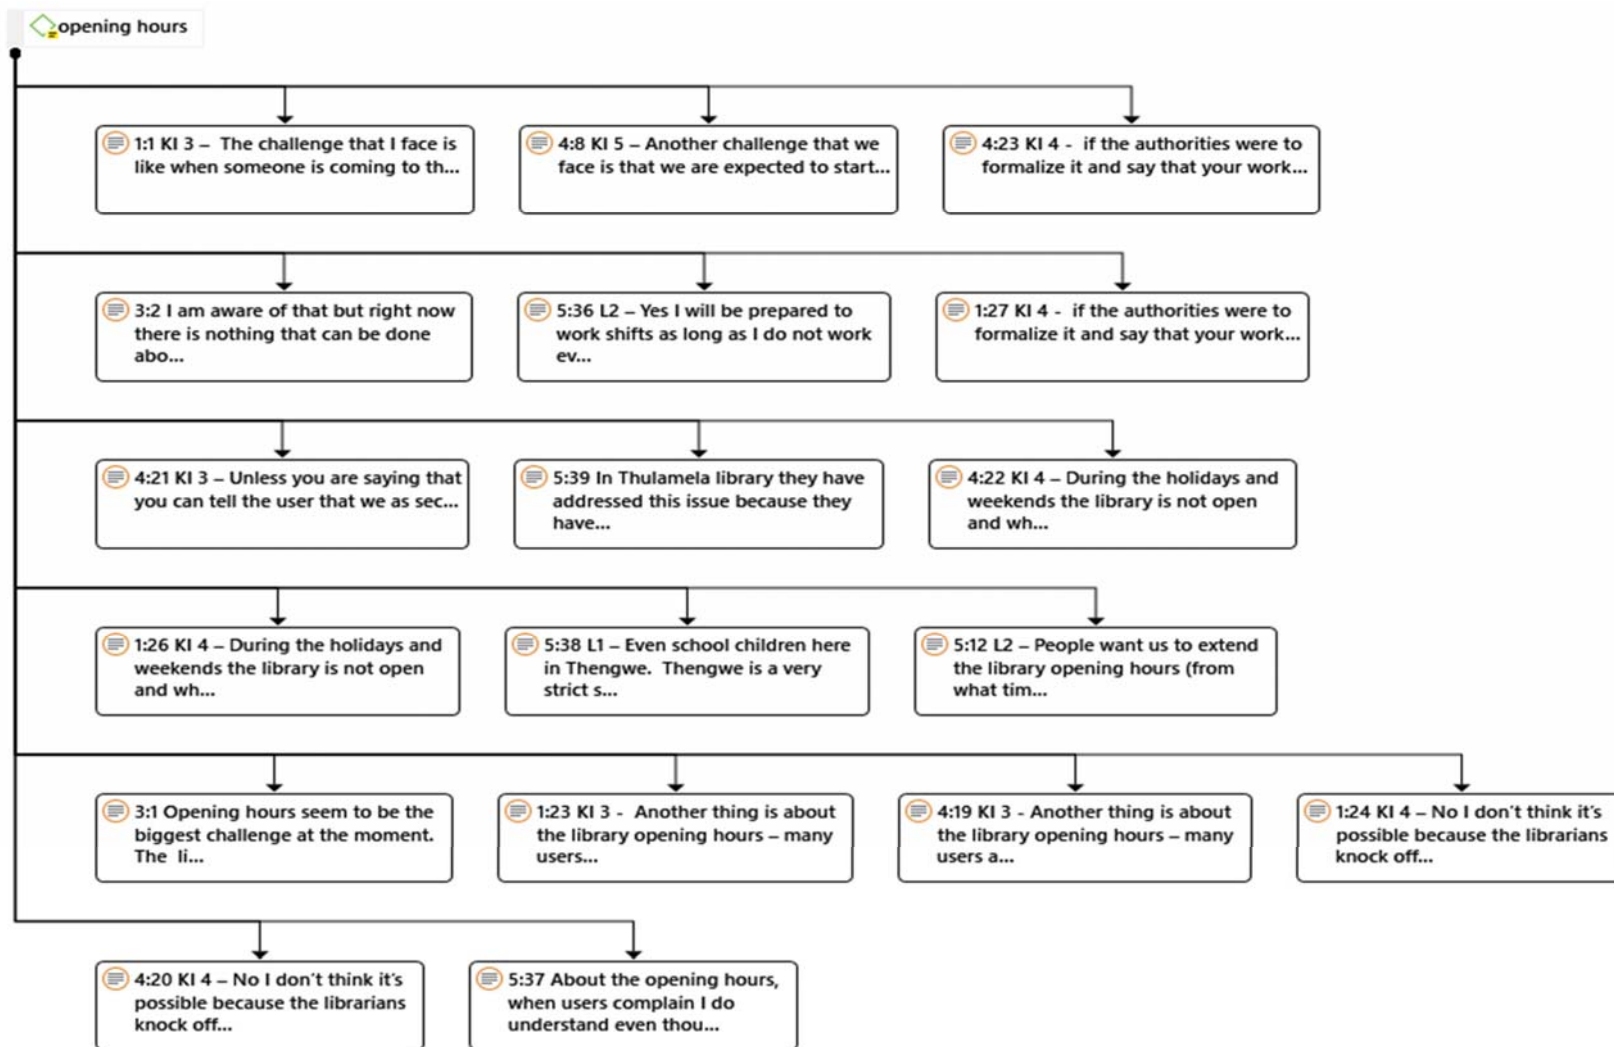 opening hours
1:1 KI 3 – The challenge that I face is
like when someone is coming to th...
4:8 KI 5 – Another challenge that we
face is that we are expected to start...
4:23 KI 4 - if the authorities were to
formalize it and say that your work...
3:2 I am aware of that but right now
there is nothing that can be done
abo...
5:36 L2 – Yes I will be prepared to
work shifts as long as I do not work
ev...
1:27 KI 4 - if the authorities were to
formalize it and say that your work...
4:21 KI 3 – Unless you are saying that
you can tell the user that we as sec...
5:39 In Thulamela library they have
addressed this issue because they
have...
4:22 KI 4 – During the holidays and
weekends the library is not open
and wh...
1:26 KI 4 – During the holidays and
weekends the library is not open
and wh...
5:38 L1 – Even school children here
in Thengwe. Thengwe is a very
strict s...
5:12 L2 – People want us to extend
the library opening hours (from
what tim...
3:1 Opening hours seem to be the
biggest challenge at the moment.
The li...
1:23 KI 3 - Another thing is about
the library opening hours – many
users...
4:19 KI 3 - Another thing is about
the library opening hours – many
users a...
1:24 KI 4 – No I don't think it's
possible because the librarians
knock off...
4:20 KI 4 – No I don't think it's
possible because the librarians
knock off...
5:37 About the opening hours,
when users complain I do
understand even thou...